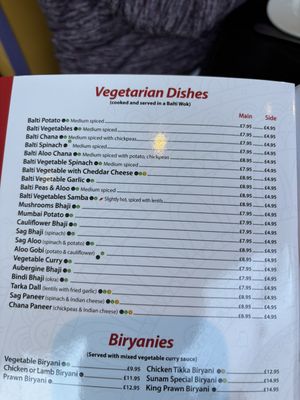 Vegetarian Dishes
(cooked and served in a Balti Wok)
Main Side
Balti Potato Medium spiced £7.95 £4.95
Balti Vegetables Medium spiced £7.95 £4.95
Balti Chana Medium spiced with chickpeas £7.95 £4.95
Balti Spinach Medium spiced £7.95 £4.95
Balti Aloo Chana Medium spiced with potato, chickpeas £8.95 £4.95
Balti Vegetable Spinach Medium spiced £8.95 £4.95
Balti Vegetable with Cheddar Cheese £8.95 £4.95
Balti Vegetable Garlic £8.95 £4.95
Balti Peas & Aloo Medium spiced £8.95 £4.95
Balti Vegetables Samba Slightly hot, spiced with lentils £8.95 £4.95
Mushrooms Bhaji £7.95 £4.95
Mumbai Potato £7.95 £4.95
Cauliflower Bhaji £7.95 £4.95
Sag Bhaji (spinach) £7.95 £4.95
Sag Aloo (spinach & potato) £7.95 £4.95
Aloo Gobi (potato & cauliflower) £7.95 £4.95
Vegetable Curry £7.95 £4.95
Aubergine Bhaji £7.95 £4.95
Bindi Bhaji (okra) £7.95 £4.95
Tarka Dall (lentils with fried garlic) £7.95 £4.95
Sag Paneer (spinach & Indian cheese) £8.95 £4.95
Chana Paneer (chickpeas & Indian cheese) £8.95 £4.95
Biryanies
(Served with mixed vegetable curry sauce)
Vegetable Biryani £9.95 Chicken Tikka Biryani £12.95
Chicken or Lamb Biryani £11.95 Sunam Special Biryani £14.95
Prawn Biryani £12.95 King Prawn Biryani £12.95